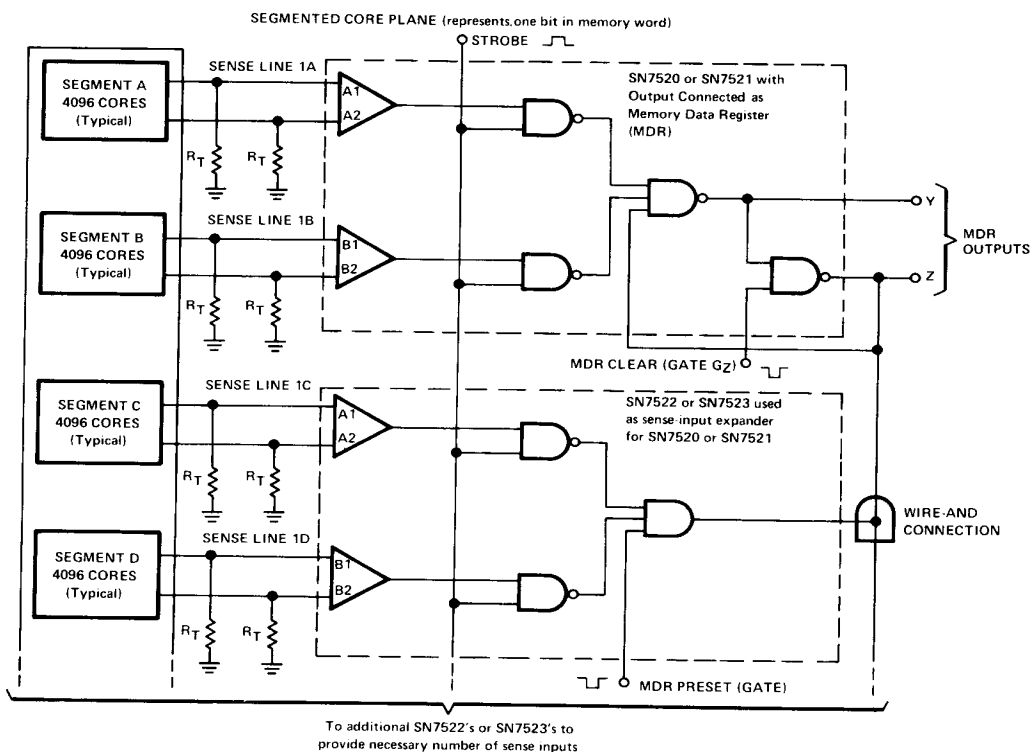 SEGMENTED CORE PLANE (represents.one bit in memory word)
STROBE
SEGMENT A
4096 CORES
(Typical)
SENSE LINE 1A
A1
A2
RT
RT
SN7520 or SN7521 with
Output Connected as
Memory Data Register
(MDR)
SEGMENT B
4096 CORES
(Typical)
SENSE LINE 1B
B1
B2
RT
RT
Y
Z
MDR
OUTPUTS
MDR CLEAR (GATE GZ)
SEGMENT C
4096 CORES
(Typical)
SENSE LINE 1C
A1
A2
RT
RT
SN7522 or SN7523 used
as sense-input expander
for SN7520 or SN7521
WIRE-AND
CONNECTION
SEGMENT D
4096 CORES
(Typical)
SENSE LINE 1D
B1
B2
RT
RT
MDR PRESET (GATE)
To additional SN7522's or SN7523's to
provide necessary number of sense inputs